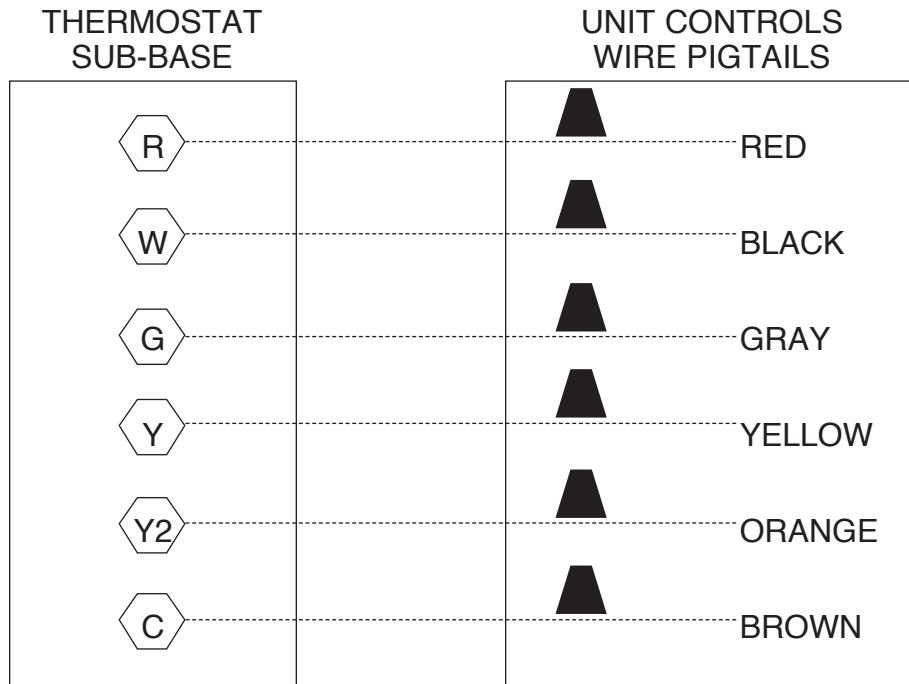 THERMOSTAT
SUB-BASE
UNIT CONTROLS
WIRE PIGTAILS
R
RED
W
BLACK
G
GRAY
Y
YELLOW
Y2
ORANGE
C
BROWN